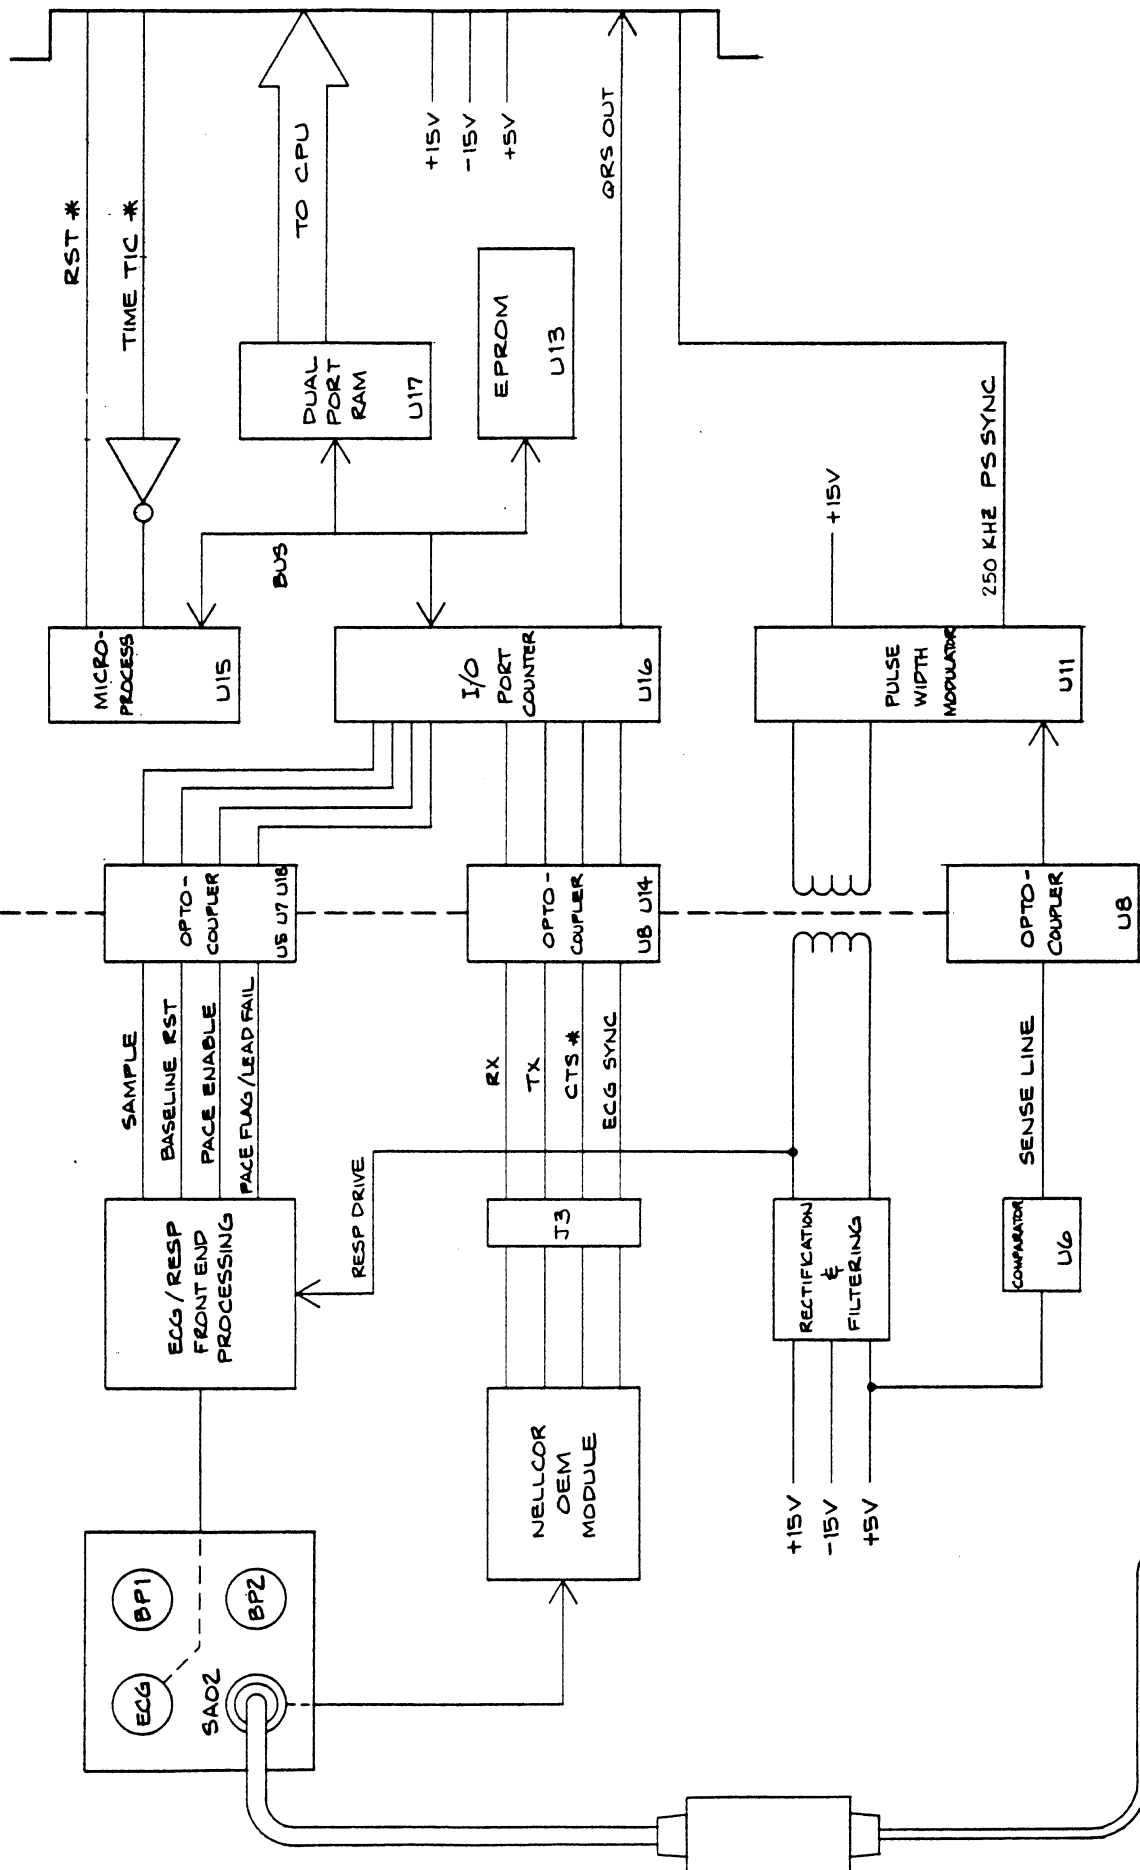 ECG
BP1
SAO2
BP2
ECG/RESP
FRONT END
PROCESSING
SAMPLE
BASELINE RST
PACE ENABLE
PACE FLAG/LEAD FAIL
OPTO-
COUPLER
U5 U7 U18
MICRO-
PROCESS
U15
RST *
TIME TIC *
BUS
DUAL
PORT
RAM
U17
TO CPU
EPROM
U13
+15V
-15V
+5V
I/O
PORT
COUNTER
U16
QRS OUT
RESP DRIVE
NELLCOR
OEM
MODULE
J3
RX
TX
CTS *
ECG SYNC
OPTO-
COUPLER
U8 U14
+15V
-15V
+5V
RECTIFICATION
&
FILTERING
PULSE
WIDTH
MODULATOR
U11
+15V
250 KHZ PS SYNC
COMPARATOR
U6
SENSE LINE
OPTO-
COUPLER
U8